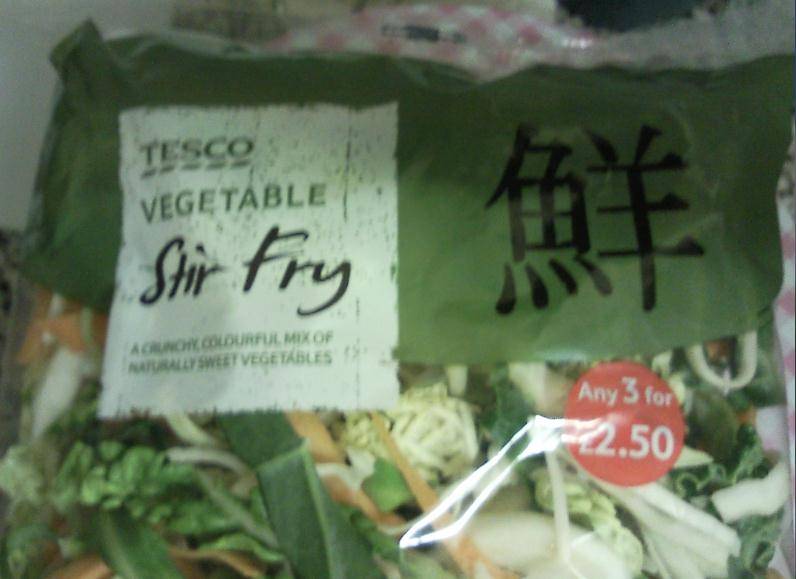 TESCO
VEGETABLE
Stir Fry
A CRUNCHY, COLOURFUL MIX OF
NATURALLY SWEET VEGETABLES
鮮
Any 3 for
£2.50